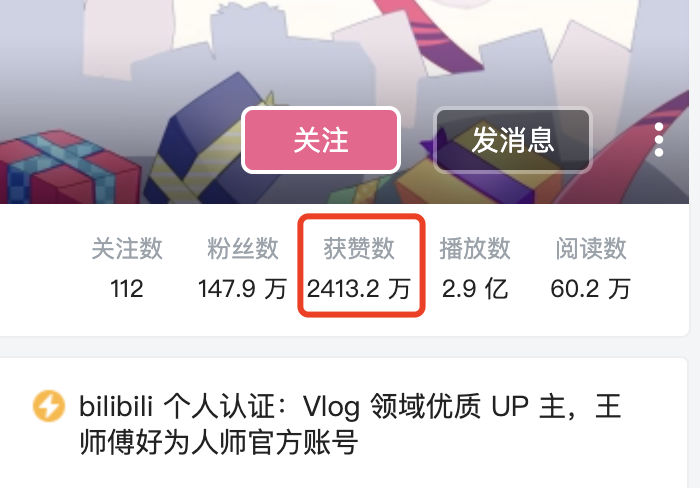 关注 发消息
关注数 粉丝数 获赞数 播放数 阅读数
112 147.9 万 2413.2 万 2.9 亿 60.2 万
bilibili 个人认证：Vlog 领域优质 UP 主，王
师傅好为人师官方账号